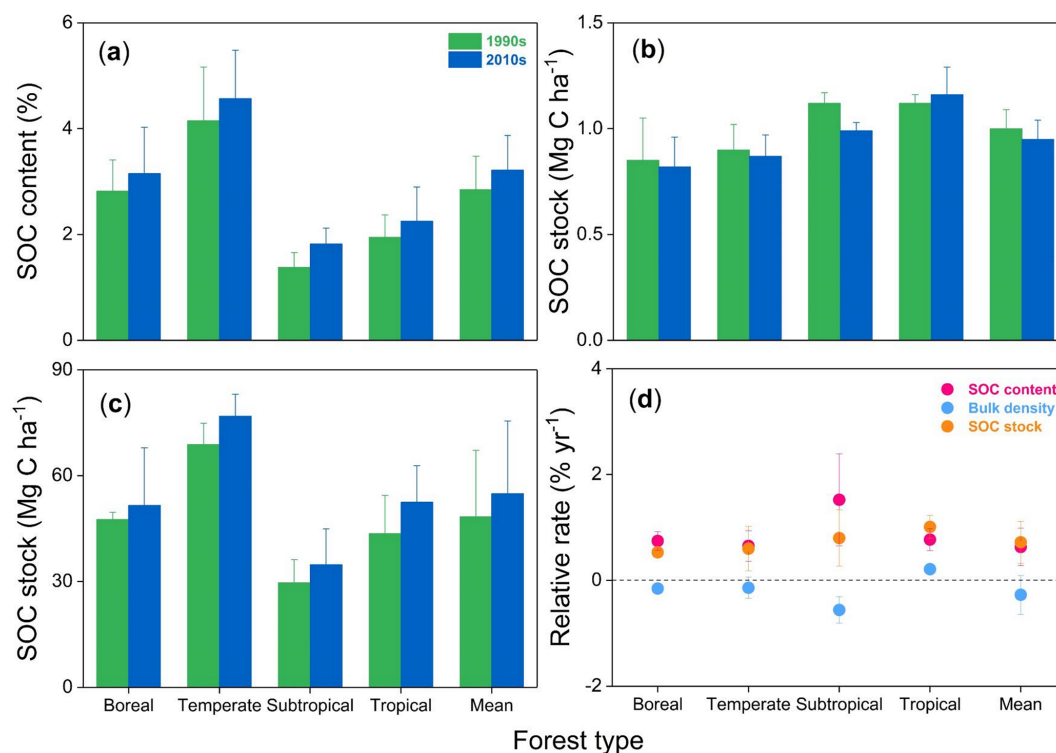 (a)
1990s
2010s
SOC content (%)
6
4
2
0
(b)
SOC stock (Mg C ha⁻¹)
1.5
1.0
0.5
0.0
(c)
SOC stock (Mg C ha⁻¹)
90
60
30
0
Boreal Temperate Subtropical Tropical Mean
(d)
SOC content
Bulk density
SOC stock
Relative rate (% yr⁻¹)
4
2
0
-2
Boreal Temperate Subtropical Tropical Mean
Forest type